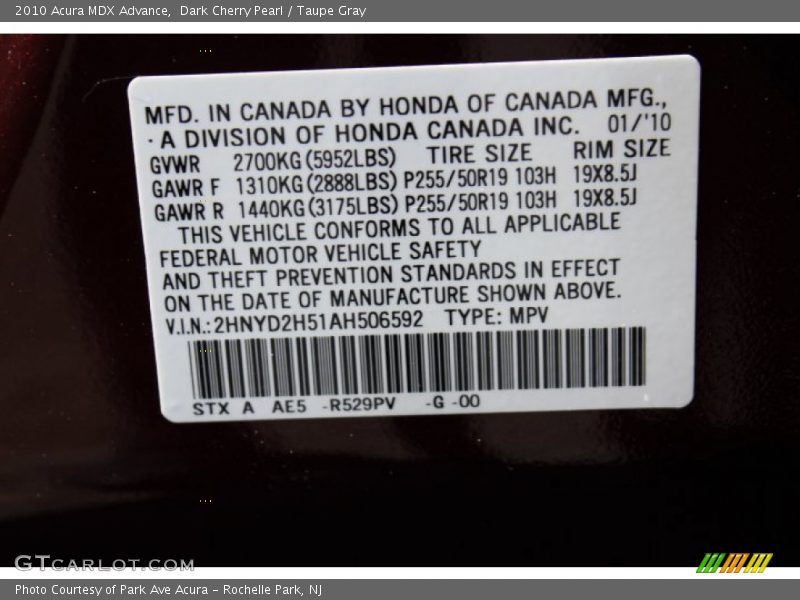 2010 Acura MDX Advance,  Dark Cherry Pearl / Taupe Gray
MFD. IN CANADA BY HONDA OF CANADA MFG.,
A DIVISION OF HONDA CANADA INC.   01/'10
GVWR   2700KG(5952LBS)   TIRE SIZE   RIM SIZE
GAWR F  1310KG(2888LBS) P255/50R19 103H  19X8.5J
GAWR R  1440KG(3175LBS) P255/50R19 103H  19X8.5J
THIS VEHICLE CONFORMS TO ALL APPLICABLE
FEDERAL MOTOR VEHICLE SAFETY
AND THEFT PREVENTION STANDARDS IN EFFECT
ON THE DATE OF MANUFACTURE SHOWN ABOVE.
V.I.N.: 2HNYD2H51AH506592   TYPE: MPV
STX  A   AE5  -R529PV   -G -00
GTCARLOT.COM
Photo Courtesy of Park Ave Acura - Rochelle Park, NJ